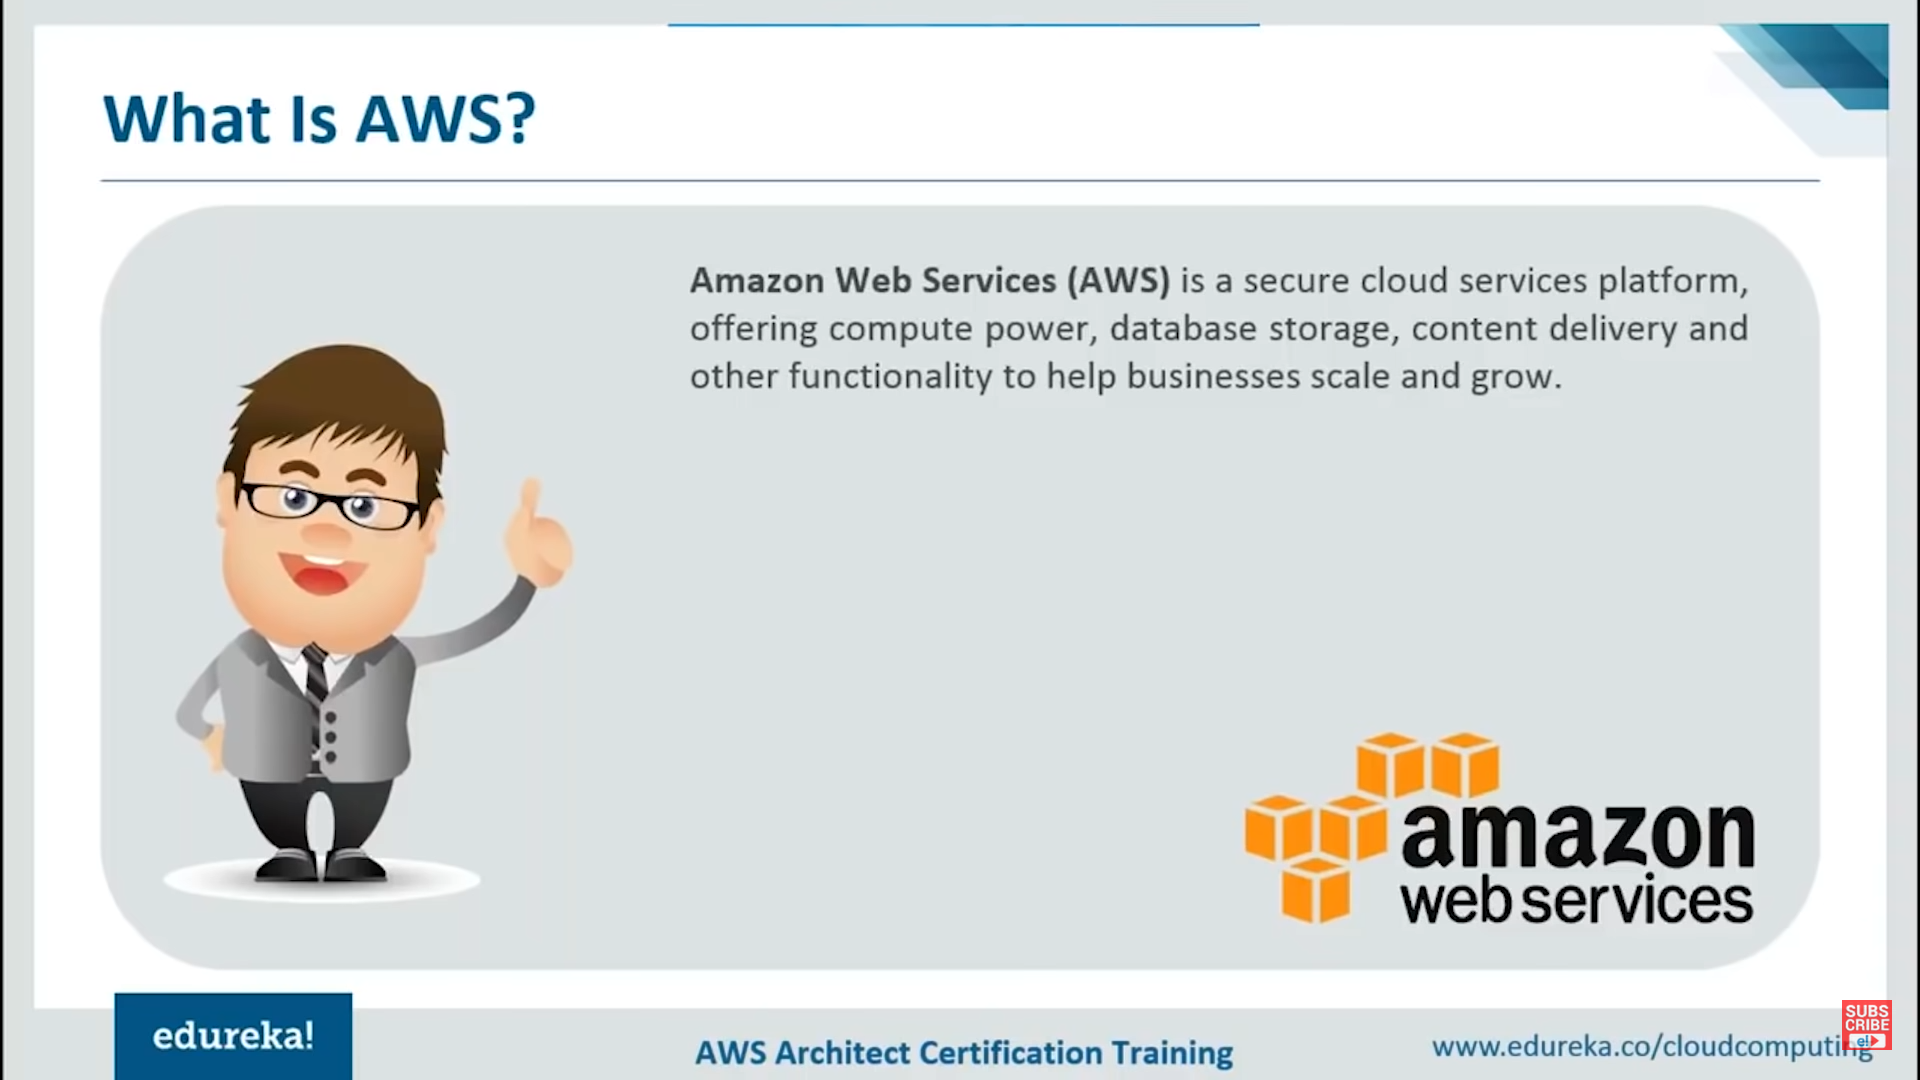 What Is AWS?
Amazon Web Services (AWS) is a secure cloud services platform,
offering compute power, database storage, content delivery and
other functionality to help businesses scale and grow.
amazon
web services
edureka!
AWS Architect Certification Training
www.edureka.co/cloudcomputing
SUBS
CRIBE
e!